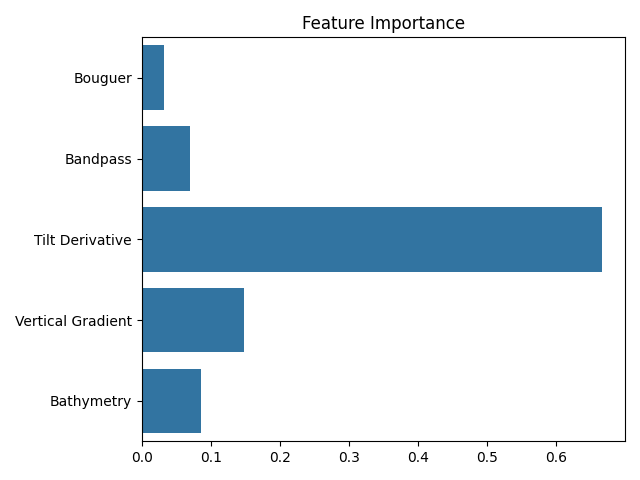 Feature Importance
Bouguer
Bandpass
Tilt Derivative
Vertical Gradient
Bathymetry
0.0 0.1 0.2 0.3 0.4 0.5 0.6